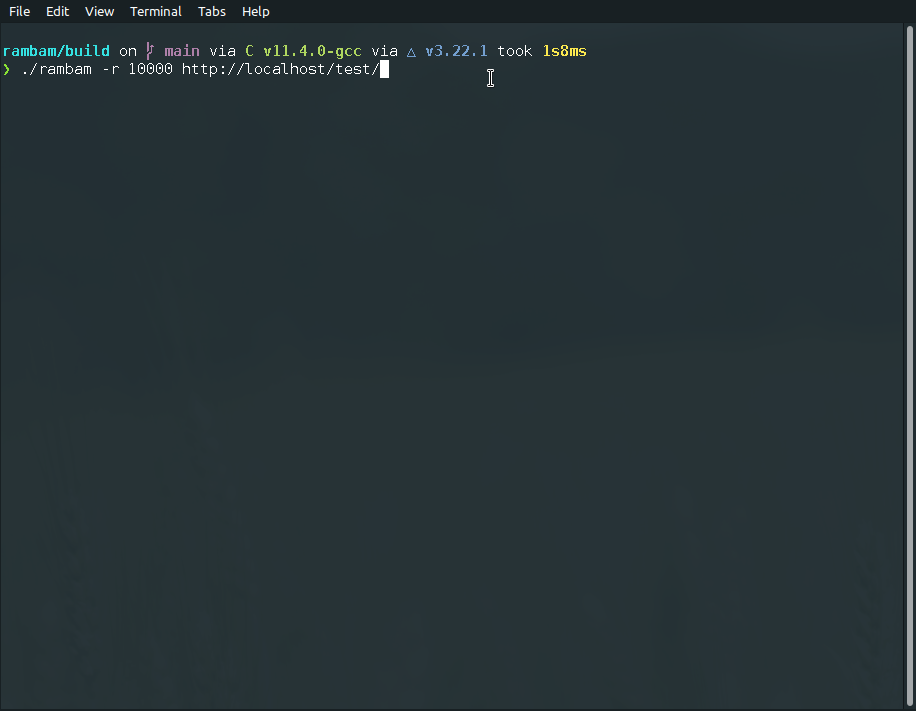 File Edit View Terminal Tabs Help
rambam/build on main via C v11.4.0-gcc via △ v3.22.1 took 1s8ms
❯ ./rambam -r 10000 http://localhost/test/